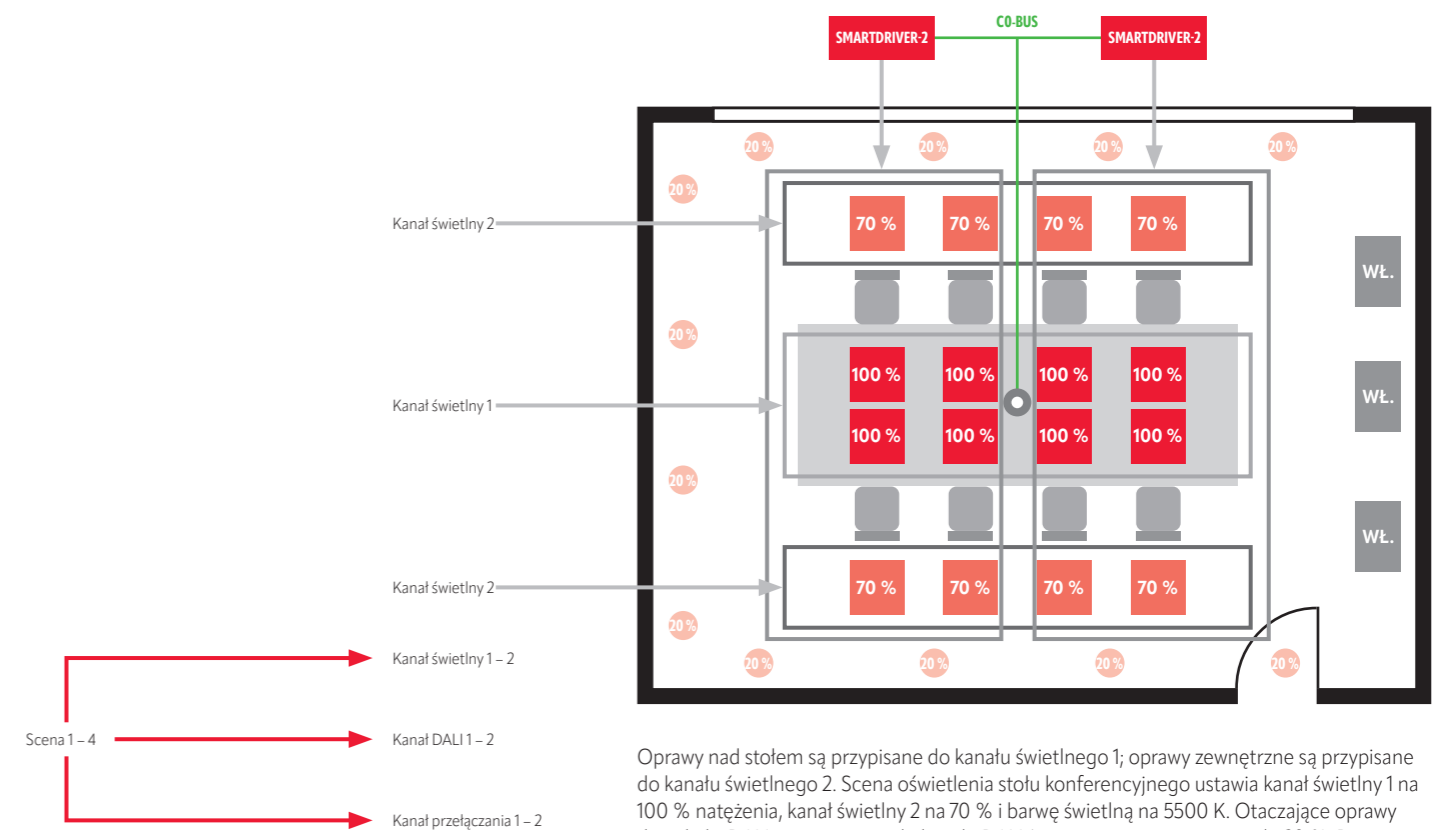 CO-BUS
SMARTDRIVER-2 SMARTDRIVER-2
20 % 20 % 20 % 20 %
20 %
Kanał świetlny 2 70 % 70 % 70 % 70 %
WŁ.
20 %
100 % 100 % 100 % 100 %
WŁ.
Kanał świetlny 1
100 % 100 % 100 % 100 %
20 %
WŁ.
Kanał świetlny 2 70 % 70 % 70 % 70 %
20 %
20 % 20 % 20 % 20 %
Kanał świetlny 1 – 2
Scena 1 – 4 Kanał DALI 1 – 2
Kanał przełączania 1 – 2
Oprawy nad stołem są przypisane do kanału świetlnego 1; oprawy zewnętrzne są przypisane
do kanału świetlnego 2. Scena oświetlenia stołu konferencyjnego ustawia kanał świetlny 1 na
100 % natężenia, kanał świetlny 2 na 70 % i barwę świetlną na 5500 K. Otaczające oprawy